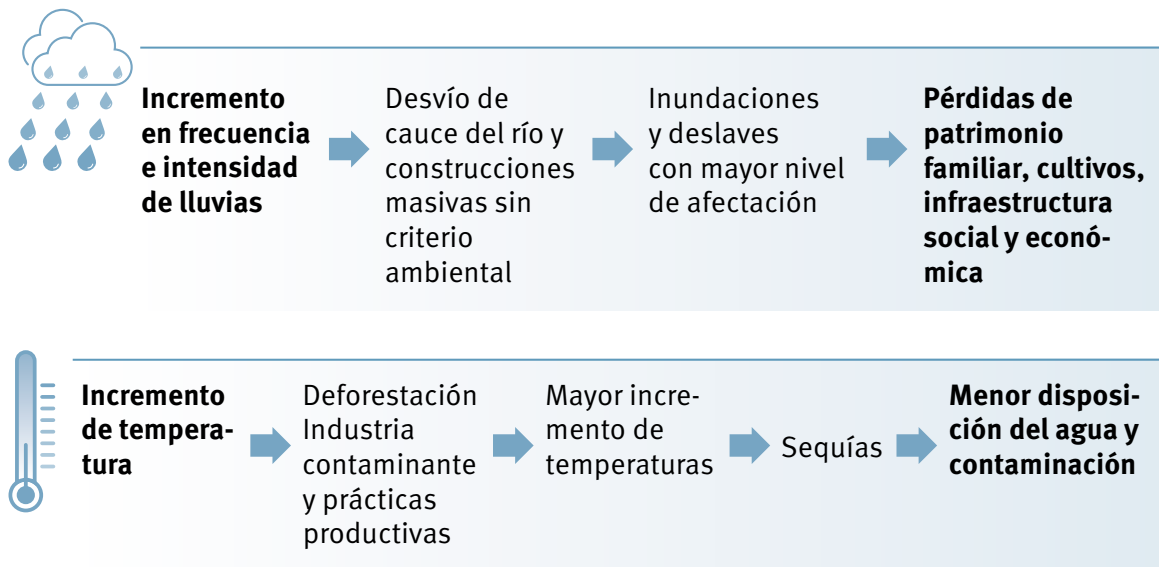 Incremento
en frecuencia
e intensidad
de lluvias
Desvío de
cauce del río y
construcciones
masivas sin
criterio
ambiental
Inundaciones
y deslaves
con mayor nivel
de afectación
Pérdidas de
patrimonio
familiar, cultivos,
infraestructura
social y econó-
mica
Incremento
de tempera-
tura
Deforestación
Industria
contaminante
y prácticas
productivas
Mayor incre-
mento de
temperaturas
Sequías
Menor disposi-
ción del agua y
contaminación